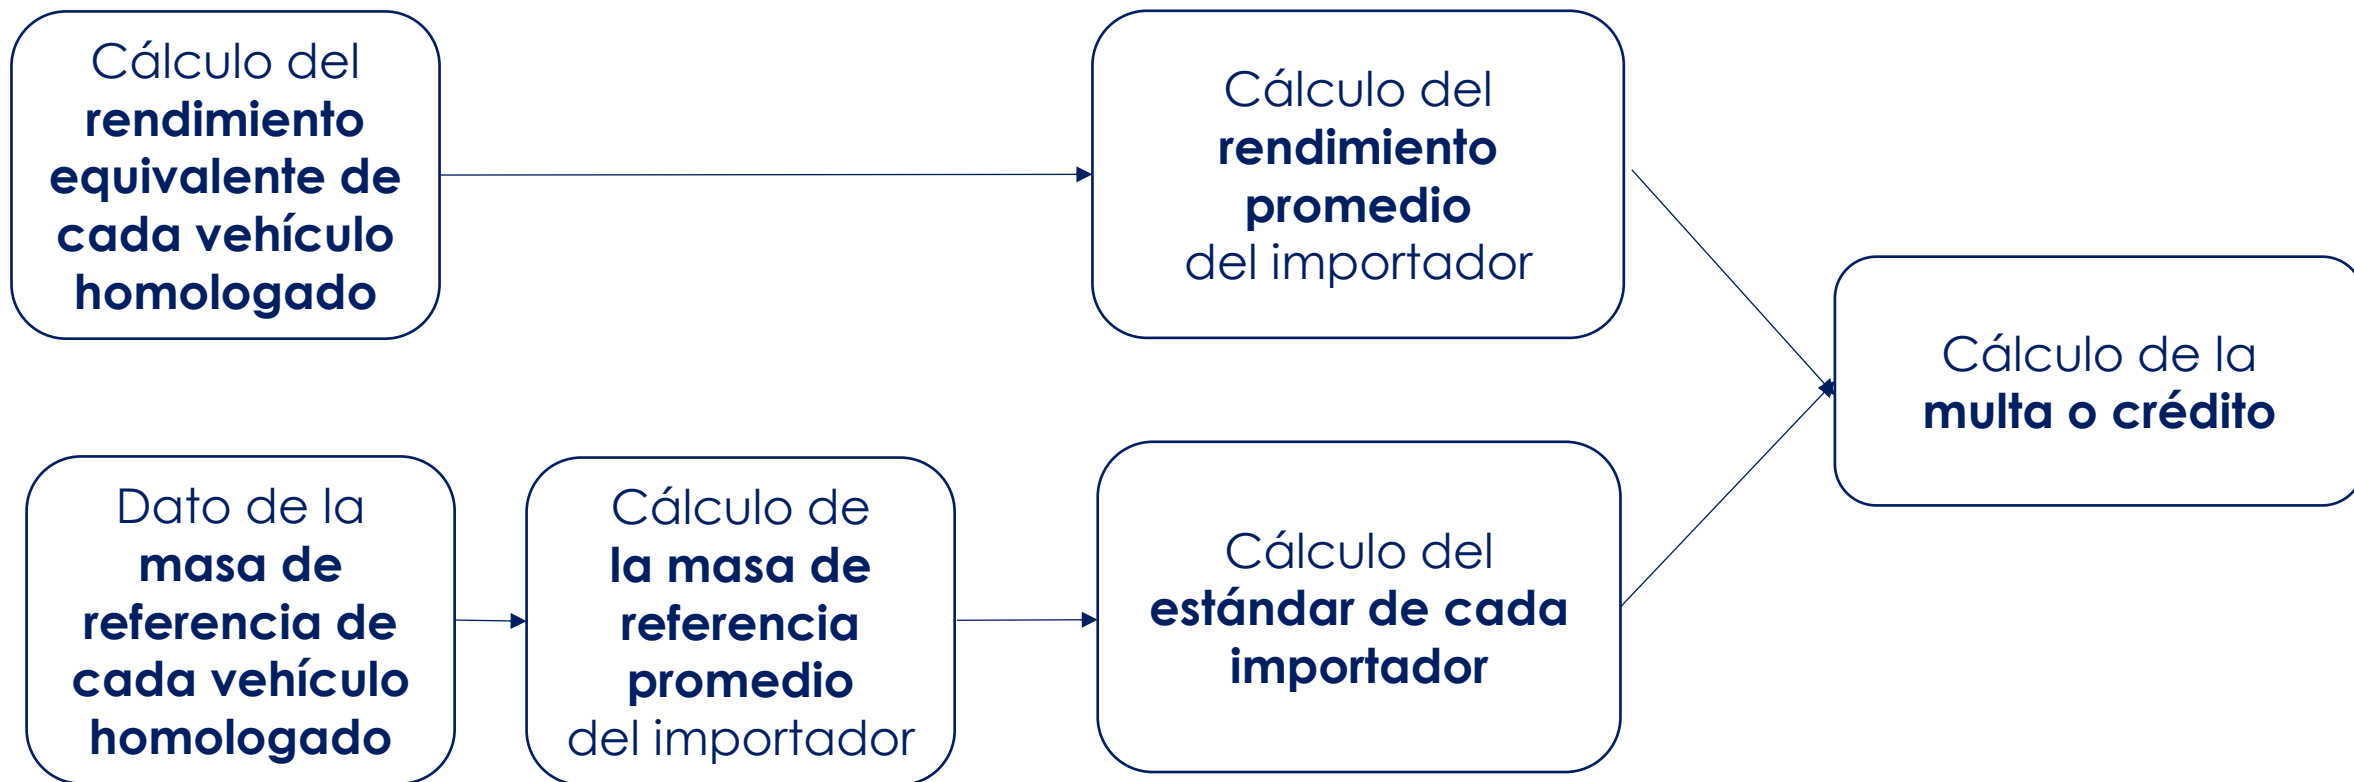 Cálculo del
rendimiento
equivalente de
cada vehículo
homologado
Cálculo del
rendimiento
promedio
del importador
Cálculo de la
multa o crédito
Dato de la
masa de
referencia de
cada vehículo
homologado
Cálculo de
la masa de
referencia
promedio
del importador
Cálculo del
estándar de cada
importador